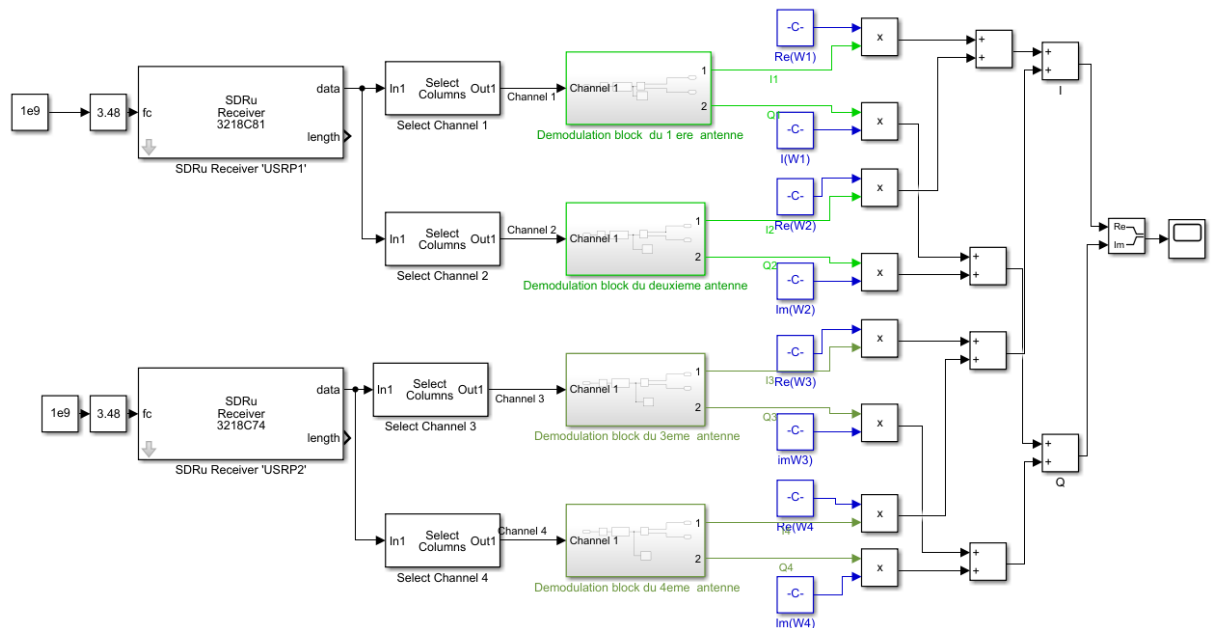 1e9
3.48
fc
SDRu
Receiver
3218C81
data
length
SDRu Receiver 'USRP1'
In1
Select
Columns
Out1
Select Channel 1
Channel 1
Channel 1
1
2
Demodulation block du 1 ere antenne
I1
Q1
-C-
Re(W1)
x
-C-
I(W1)
x
+
+
+
+
I
In1
Select
Columns
Out1
Select Channel 2
Channel 2
Channel 1
1
2
Demodulation block du deuxieme antenne
I2
Q2
-C-
Re(W2)
x
-C-
Im(W2)
x
+
+
Re
Im
1e9
3.48
fc
SDRu
Receiver
3218C74
data
length
SDRu Receiver 'USRP2'
In1
Select
Columns
Out1
Select Channel 3
Channel 3
Channel 1
1
2
Demodulation block du 3eme antenne
I3
Q3
-C-
Re(W3)
x
-C-
imW3)
x
+
+
+
+
Q
In1
Select
Columns
Out1
Select Channel 4
Channel 4
Channel 1
1
2
Demodulation block du 4eme antenne
I4
Q4
-C-
Re(W4
x
-C-
Im(W4)
x
+
+